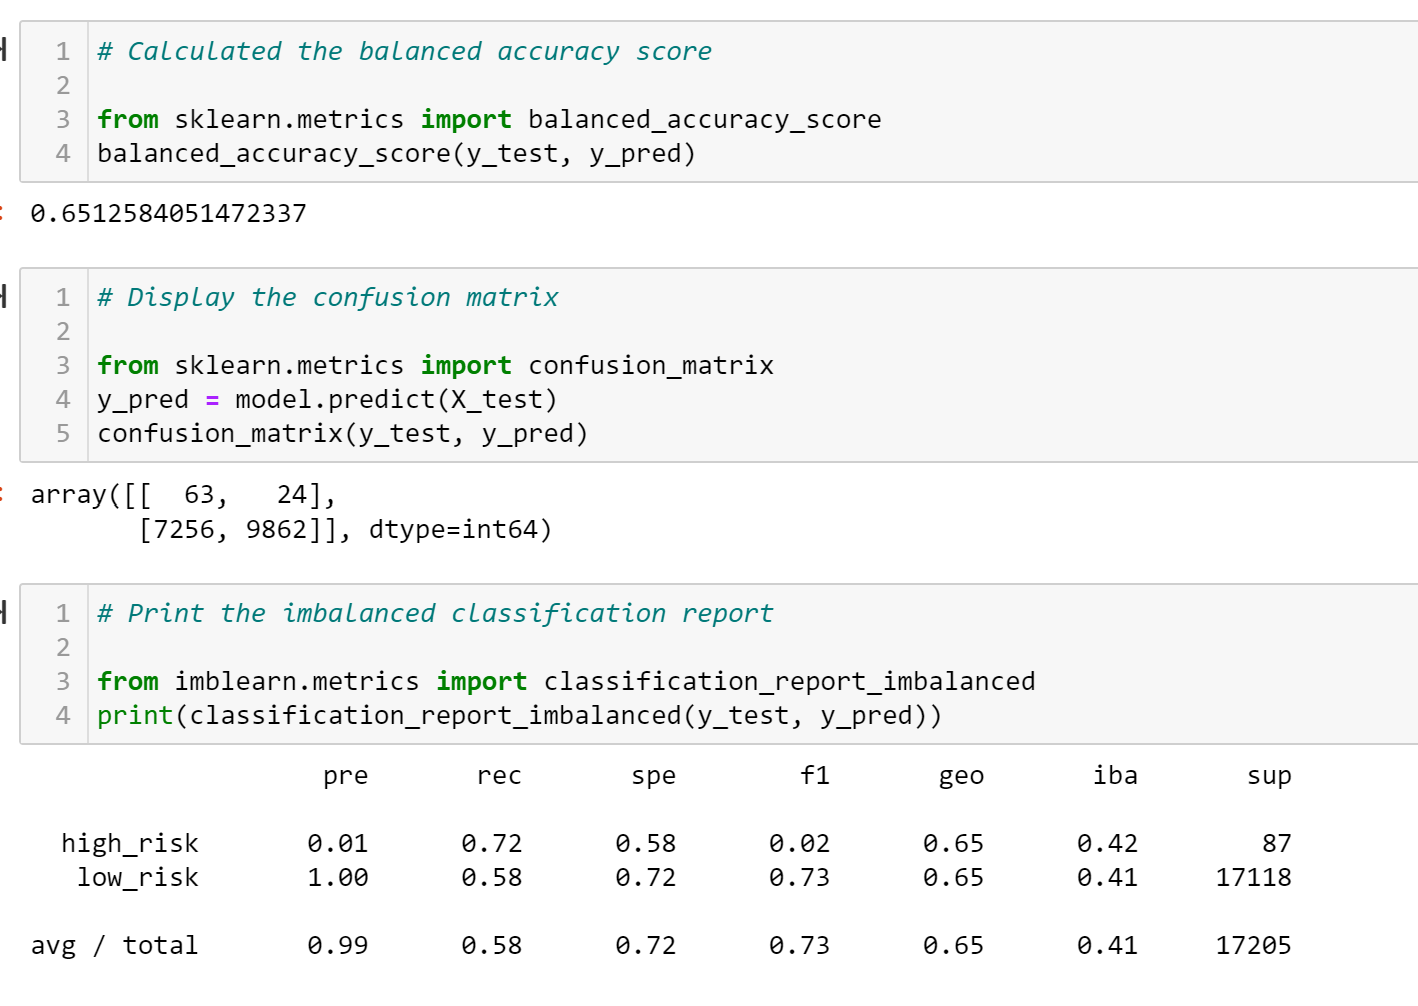 1 # Calculated the balanced accuracy score
2
3 from sklearn.metrics import balanced_accuracy_score
4 balanced_accuracy_score(y_test, y_pred)
0.6512584051472337
1 # Display the confusion matrix
2
3 from sklearn.metrics import confusion_matrix
4 y_pred = model.predict(X_test)
5 confusion_matrix(y_test, y_pred)
array([[  63,   24],
       [7256, 9862]], dtype=int64)
1 # Print the imbalanced classification report
2
3 from imblearn.metrics import classification_report_imbalanced
4 print(classification_report_imbalanced(y_test, y_pred))
pre rec spe f1 geo iba sup
high_risk 0.01 0.72 0.58 0.02 0.65 0.42 87
low_risk 1.00 0.58 0.72 0.73 0.65 0.41 17118
avg / total 0.99 0.58 0.72 0.73 0.65 0.41 17205